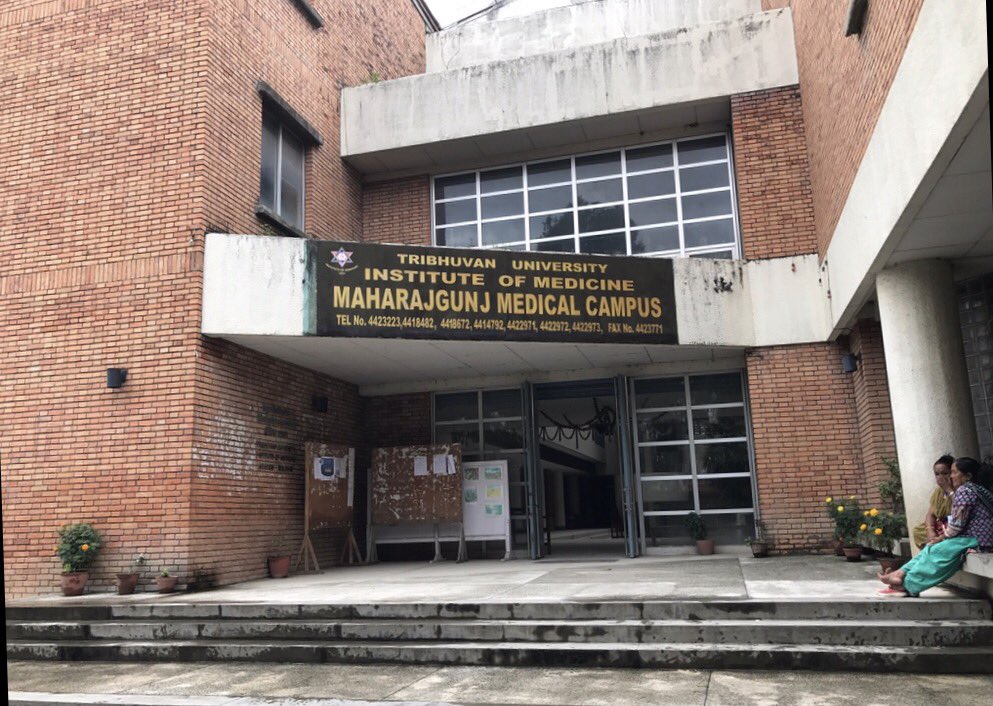 TRIBHUVAN UNIVERSITY
INSTITUTE OF MEDICINE
MAHARAJGUNJ MEDICAL CAMPUS
TEL No. 4423223,4418482, 4418672, 4414792, 4422971, 4422972, 4422973, FAX No. 4423771